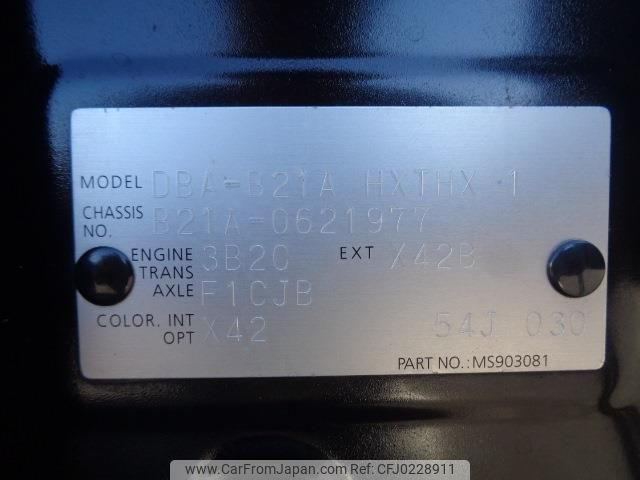 MODEL DBA-B21A HXTHX 1
CHASSIS NO. B21A-0621977
ENGINE 3B20 EXT X42B
TRANS AXLE F1CJB
COLOR. INT OPT X42 54J 030
PART NO.:MS903081
www.CarFromJapan.com | Ref. CFJ0228911